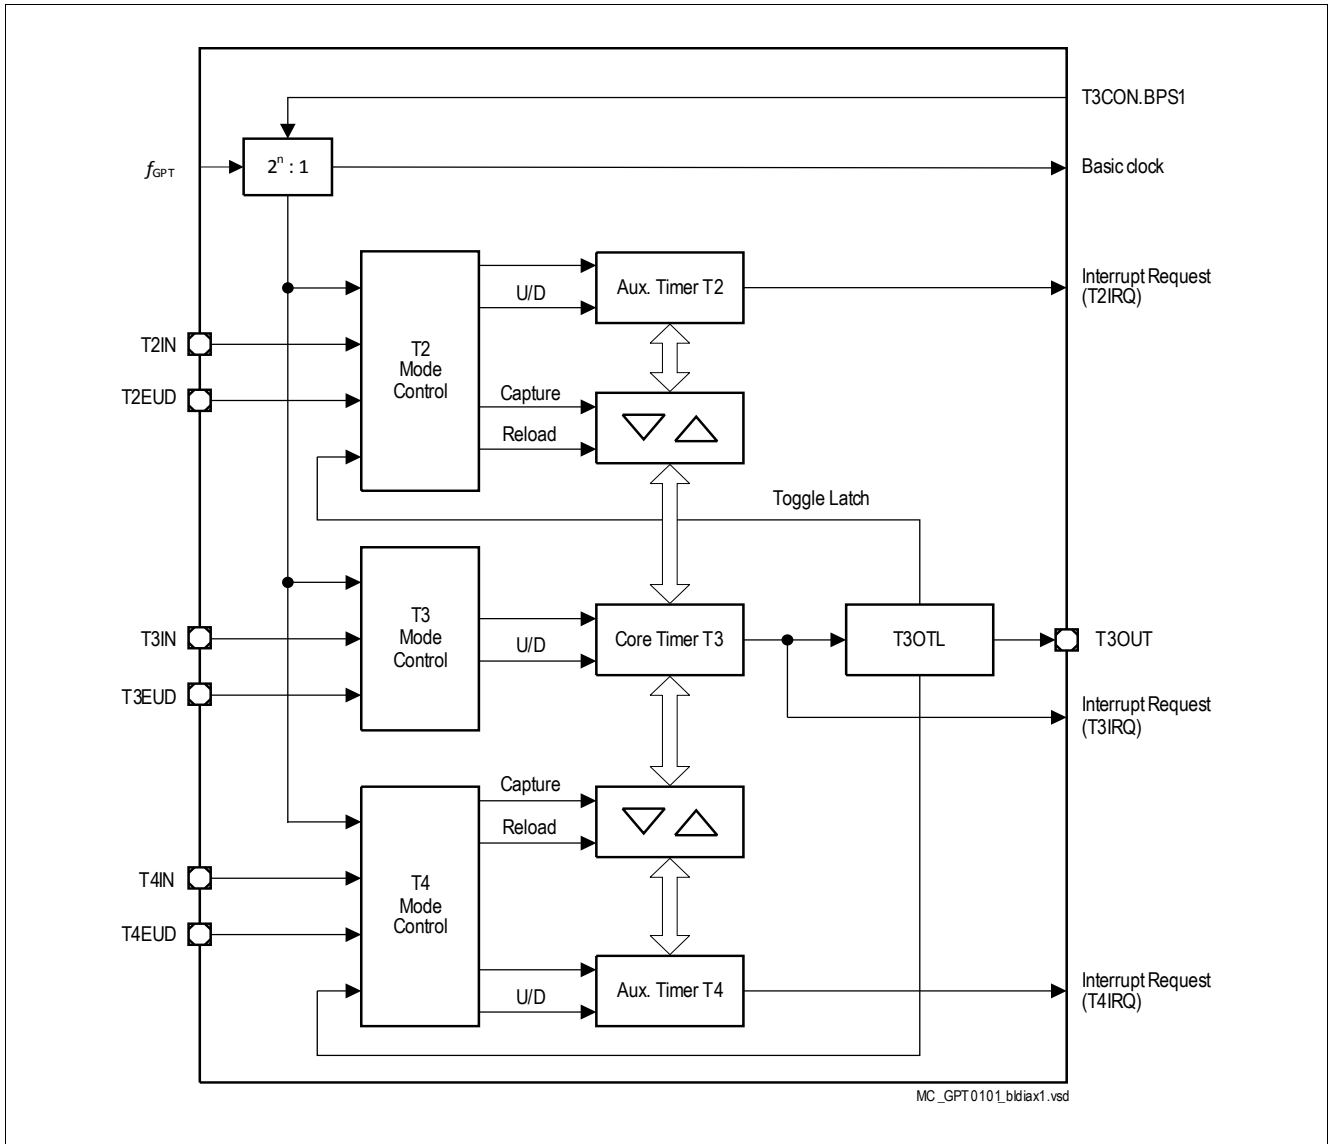 T3CON.BPS1
fGPT
2ⁿ : 1
Basic clock
Aux. Timer T2
U/D
Interrupt Request
(T2IRQ)
T2IN
T2
Mode
Control
T2EUD
Capture
Reload
Toggle Latch
T3IN
T3
Mode
Control
U/D
Core Timer T3
T3OTL
T3OUT
T3EUD
Interrupt Request
(T3IRQ)
Capture
Reload
T4IN
T4
Mode
Control
T4EUD
U/D
Aux. Timer T4
Interrupt Request
(T4IRQ)
MC_GPT0101_bldiax1.vsd